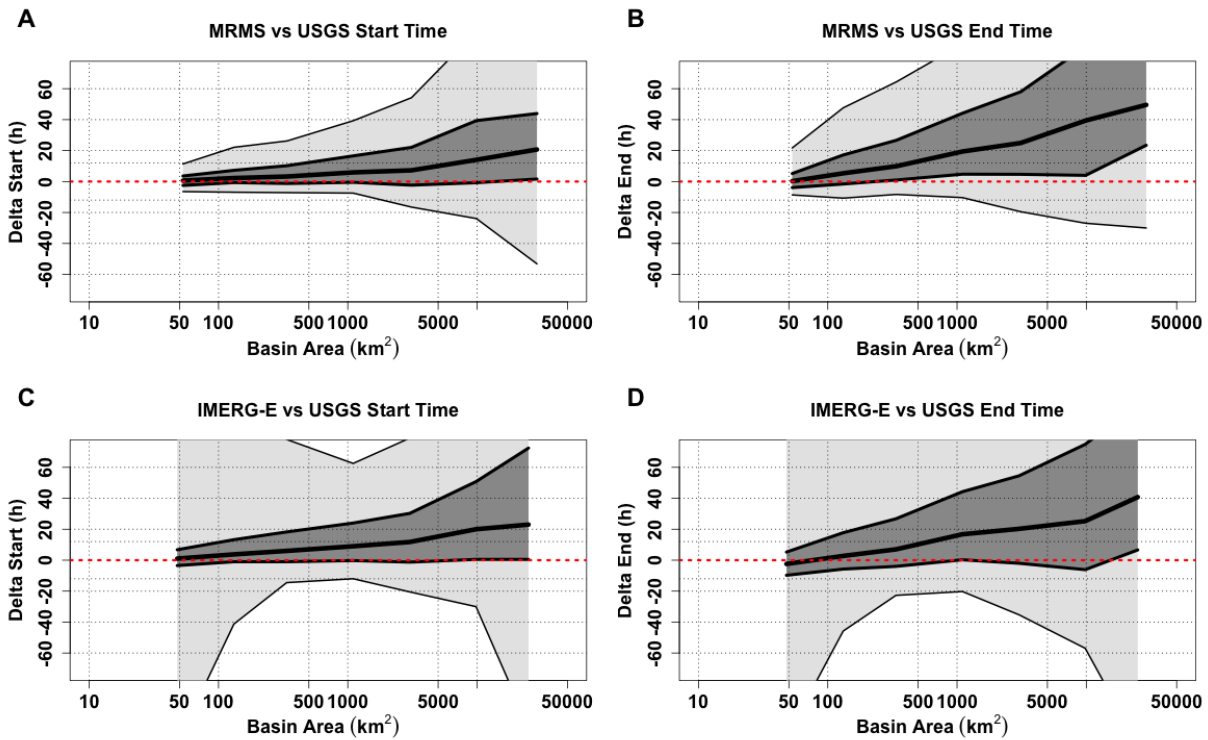 A
MRMS vs USGS Start Time
Delta Start (h)
60
40
20
0
-20
-40
-60
10 50 100 500 1000 5000 50000
Basin Area (km²)
B
MRMS vs USGS End Time
Delta End (h)
60
40
20
0
-20
-40
-60
10 50 100 500 1000 5000 50000
Basin Area (km²)
C
IMERG-E vs USGS Start Time
Delta Start (h)
60
40
20
0
-20
-40
-60
10 50 100 500 1000 5000 50000
Basin Area (km²)
D
IMERG-E vs USGS End Time
Delta End (h)
60
40
20
0
-20
-40
-60
10 50 100 500 1000 5000 50000
Basin Area (km²)